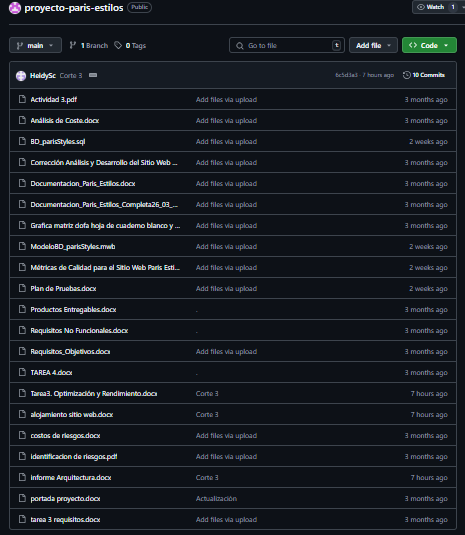 proyecto-paris-estilos Public Watch 1
main 1 Branch 0 Tags Go to file t Add file Code
HeidySc Corte 3 6c5d3a3 · 7 hours ago 10 Commits
Actividad 3.pdf Add files via upload 3 months ago
Análisis de Coste.docx Add files via upload 3 months ago
BD_parisStyles.sql Add files via upload 2 weeks ago
Corrección Análisis y Desarrollo del Sitio Web ... Add files via upload 3 months ago
Documentacion_Paris_Estilos.docx Add files via upload 3 months ago
Documentacion_Paris_Estilos_Completa26_03_... Add files via upload 3 months ago
Grafica matriz dofa hoja de cuaderno blanco y ... Add files via upload 3 months ago
ModeloBD_parisStyles.mwb Add files via upload 2 weeks ago
Métricas de Calidad para el Sitio Web Paris Esti... Add files via upload 2 weeks ago
Plan de Pruebas.docx Add files via upload 2 weeks ago
Productos Entregables.docx . 3 months ago
Requisitos No Funcionales.docx . 3 months ago
Requisitos_Objetivos.docx Add files via upload 3 months ago
TAREA 4.docx . 3 months ago
Tarea3. Optimización y Rendimiento.docx Corte 3 7 hours ago
alojamiento sitio web.docx Corte 3 7 hours ago
costos de riesgos.docx Add files via upload 3 months ago
identificacion de riesgos.pdf Add files via upload 3 months ago
informe Arquitectura.docx Corte 3 7 hours ago
portada proyecto.docx Actualización 3 months ago
tarea 3 requisitos.docx Add files via upload 3 months ago